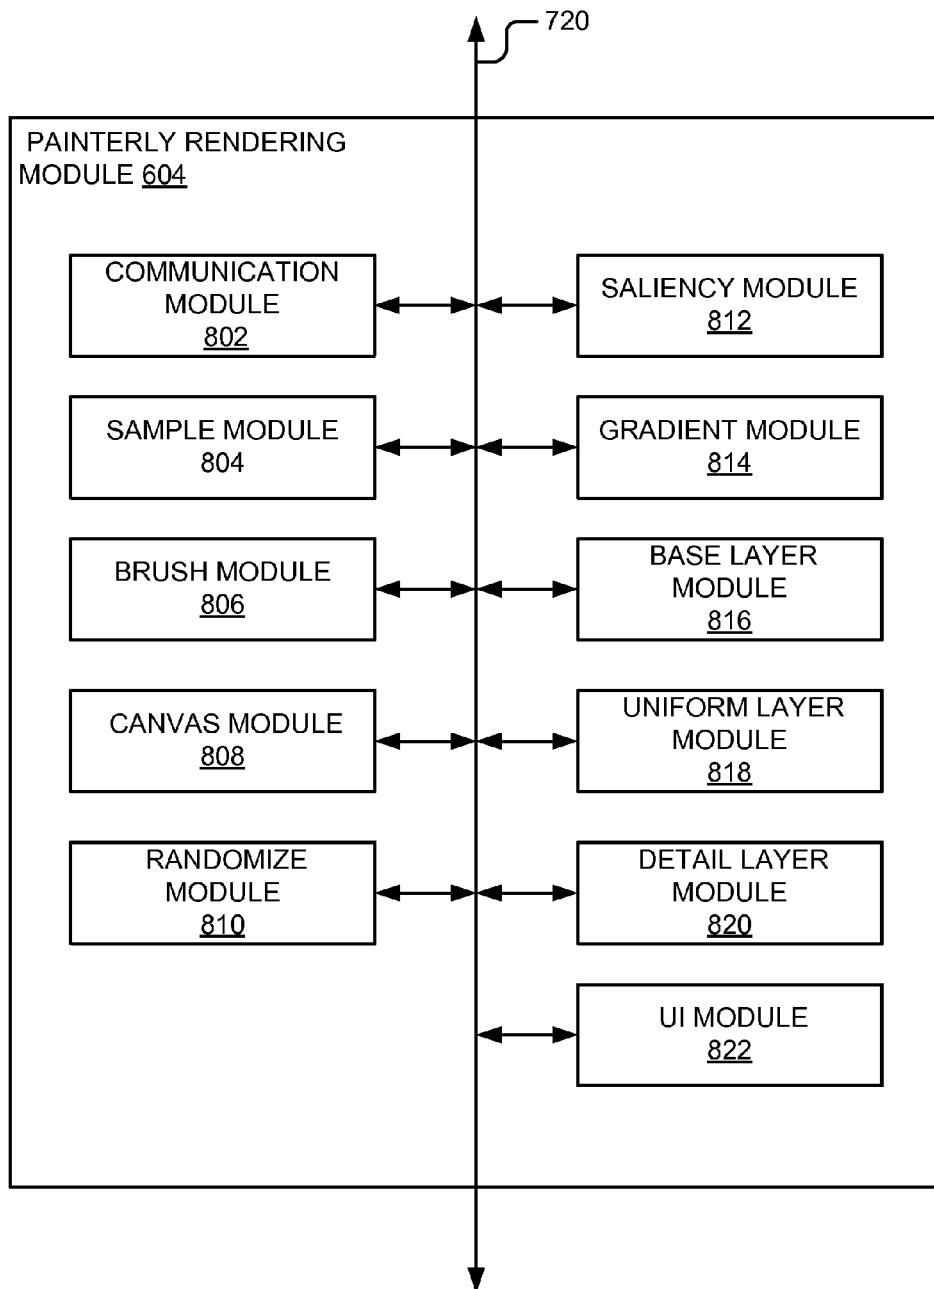 720
PAINTERLY RENDERING
MODULE 604
COMMUNICATION
MODULE
802
SALIENCY MODULE
812
SAMPLE MODULE
804
GRADIENT MODULE
814
BRUSH MODULE
806
BASE LAYER
MODULE
816
CANVAS MODULE
808
UNIFORM LAYER
MODULE
818
RANDOMIZE
MODULE
810
DETAIL LAYER
MODULE
820
UI MODULE
822